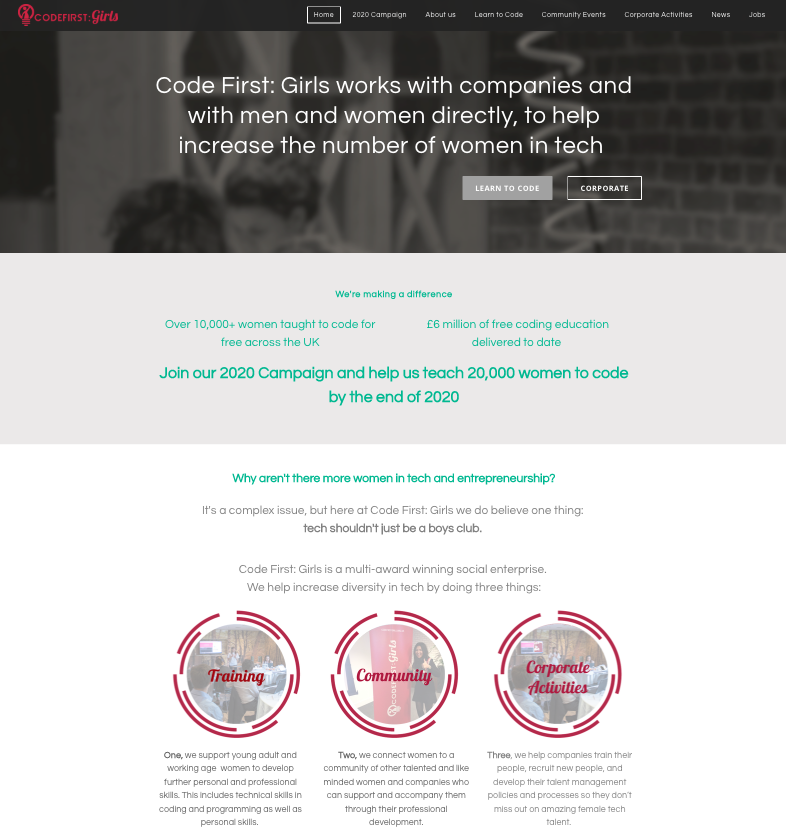 CODEFIRST:Girls
Home 2020 Campaign About us Learn to Code Community Events Corporate Activities News Jobs
Code First: Girls works with companies and
with men and women directly, to help
increase the number of women in tech
LEARN TO CODE CORPORATE
We're making a difference
Over 10,000+ women taught to code for
free across the UK
£6 million of free coding education
delivered to date
Join our 2020 Campaign and help us teach 20,000 women to code
by the end of 2020
Why aren't there more women in tech and entrepreneurship?
It's a complex issue, but here at Code First: Girls we do believe one thing:
tech shouldn't just be a boys club.
Code First: Girls is a multi-award winning social enterprise.
We help increase diversity in tech by doing three things:
Training
Community
CODEFIRST:Girls
Corporate
Activities
One, we support young adult and
working age women to develop
further personal and professional
skills. This includes technical skills in
coding and programming as well as
personal skills.
Two, we connect women to a
community of other talented and like
minded women and companies who
can support and accompany them
through their professional
development.
Three, we help companies train their
people, recruit new people, and
develop their talent management
policies and processes so they don't
miss out on amazing female tech
talent.